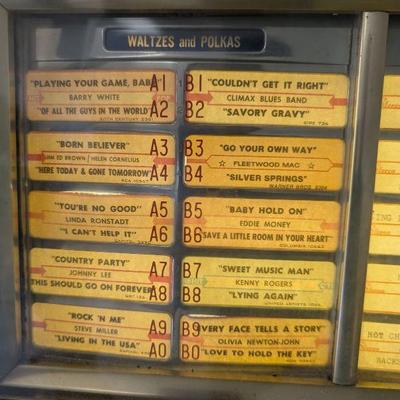 WALTZES and POLKAS
"PLAYING YOUR GAME, BABY"
A1
BARRY WHITE
"OF ALL THE GUYS IN THE WORLD"
A2
B1
"COULDN'T GET IT RIGHT"
CLIMAX BLUES BAND
B2
"SAVORY GRAVY"
"BORN BELIEVER"
A3
JIM ED BROWN / HELEN CORNELIUS
"HERE TODAY & GONE TOMORROW"
A4
B3
"GO YOUR OWN WAY"
FLEETWOOD MAC
B4
"SILVER SPRINGS"
WARNER BROS.
"YOU'RE NO GOOD"
A5
LINDA RONSTADT
"I CAN'T HELP IT"
A6
B5
"BABY HOLD ON"
EDDIE MONEY
B6
"SAVE A LITTLE ROOM IN YOUR HEART"
"COUNTRY PARTY"
A7
JOHNNY LEE
"THIS SHOULD GO ON FOREVER"
A8
B7
"SWEET MUSIC MAN"
KENNY ROGERS
B8
"LYING AGAIN"
"ROCK 'N ME"
A9
STEVE MILLER
"LIVING IN THE USA"
A0
B9
"EVERY FACE TELLS A STORY"
OLIVIA NEWTON-JOHN
B0
"LOVE TO HOLD THE KEY"